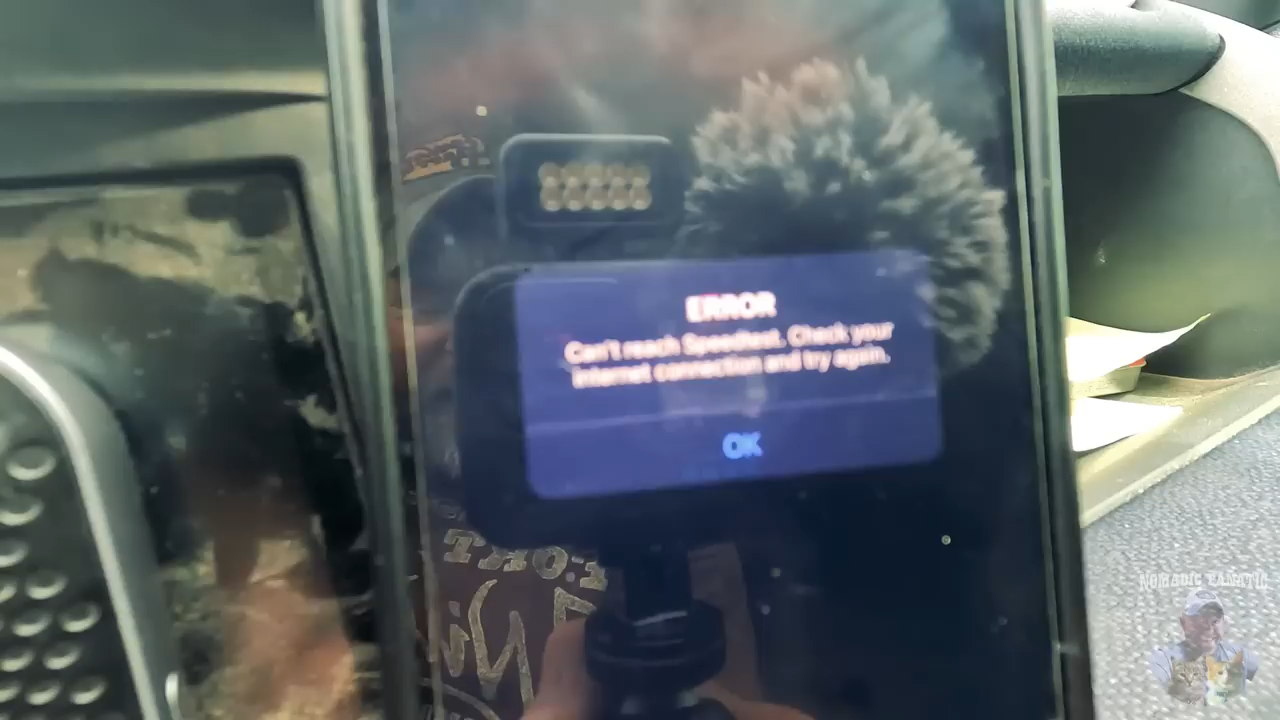 ERROR
Can't reach Speedtest. Check your
internet connection and try again.
OK
NOMADIC FANATIC